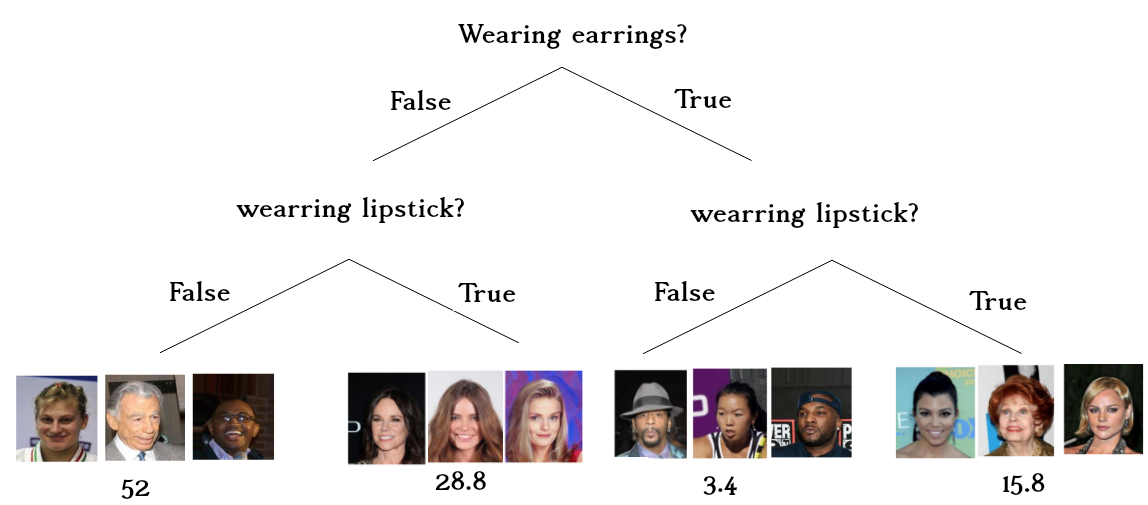 Wearing earrings?
False
True
wearring lipstick?
wearring lipstick?
False
True
False
True
52
28.8
3.4
15.8